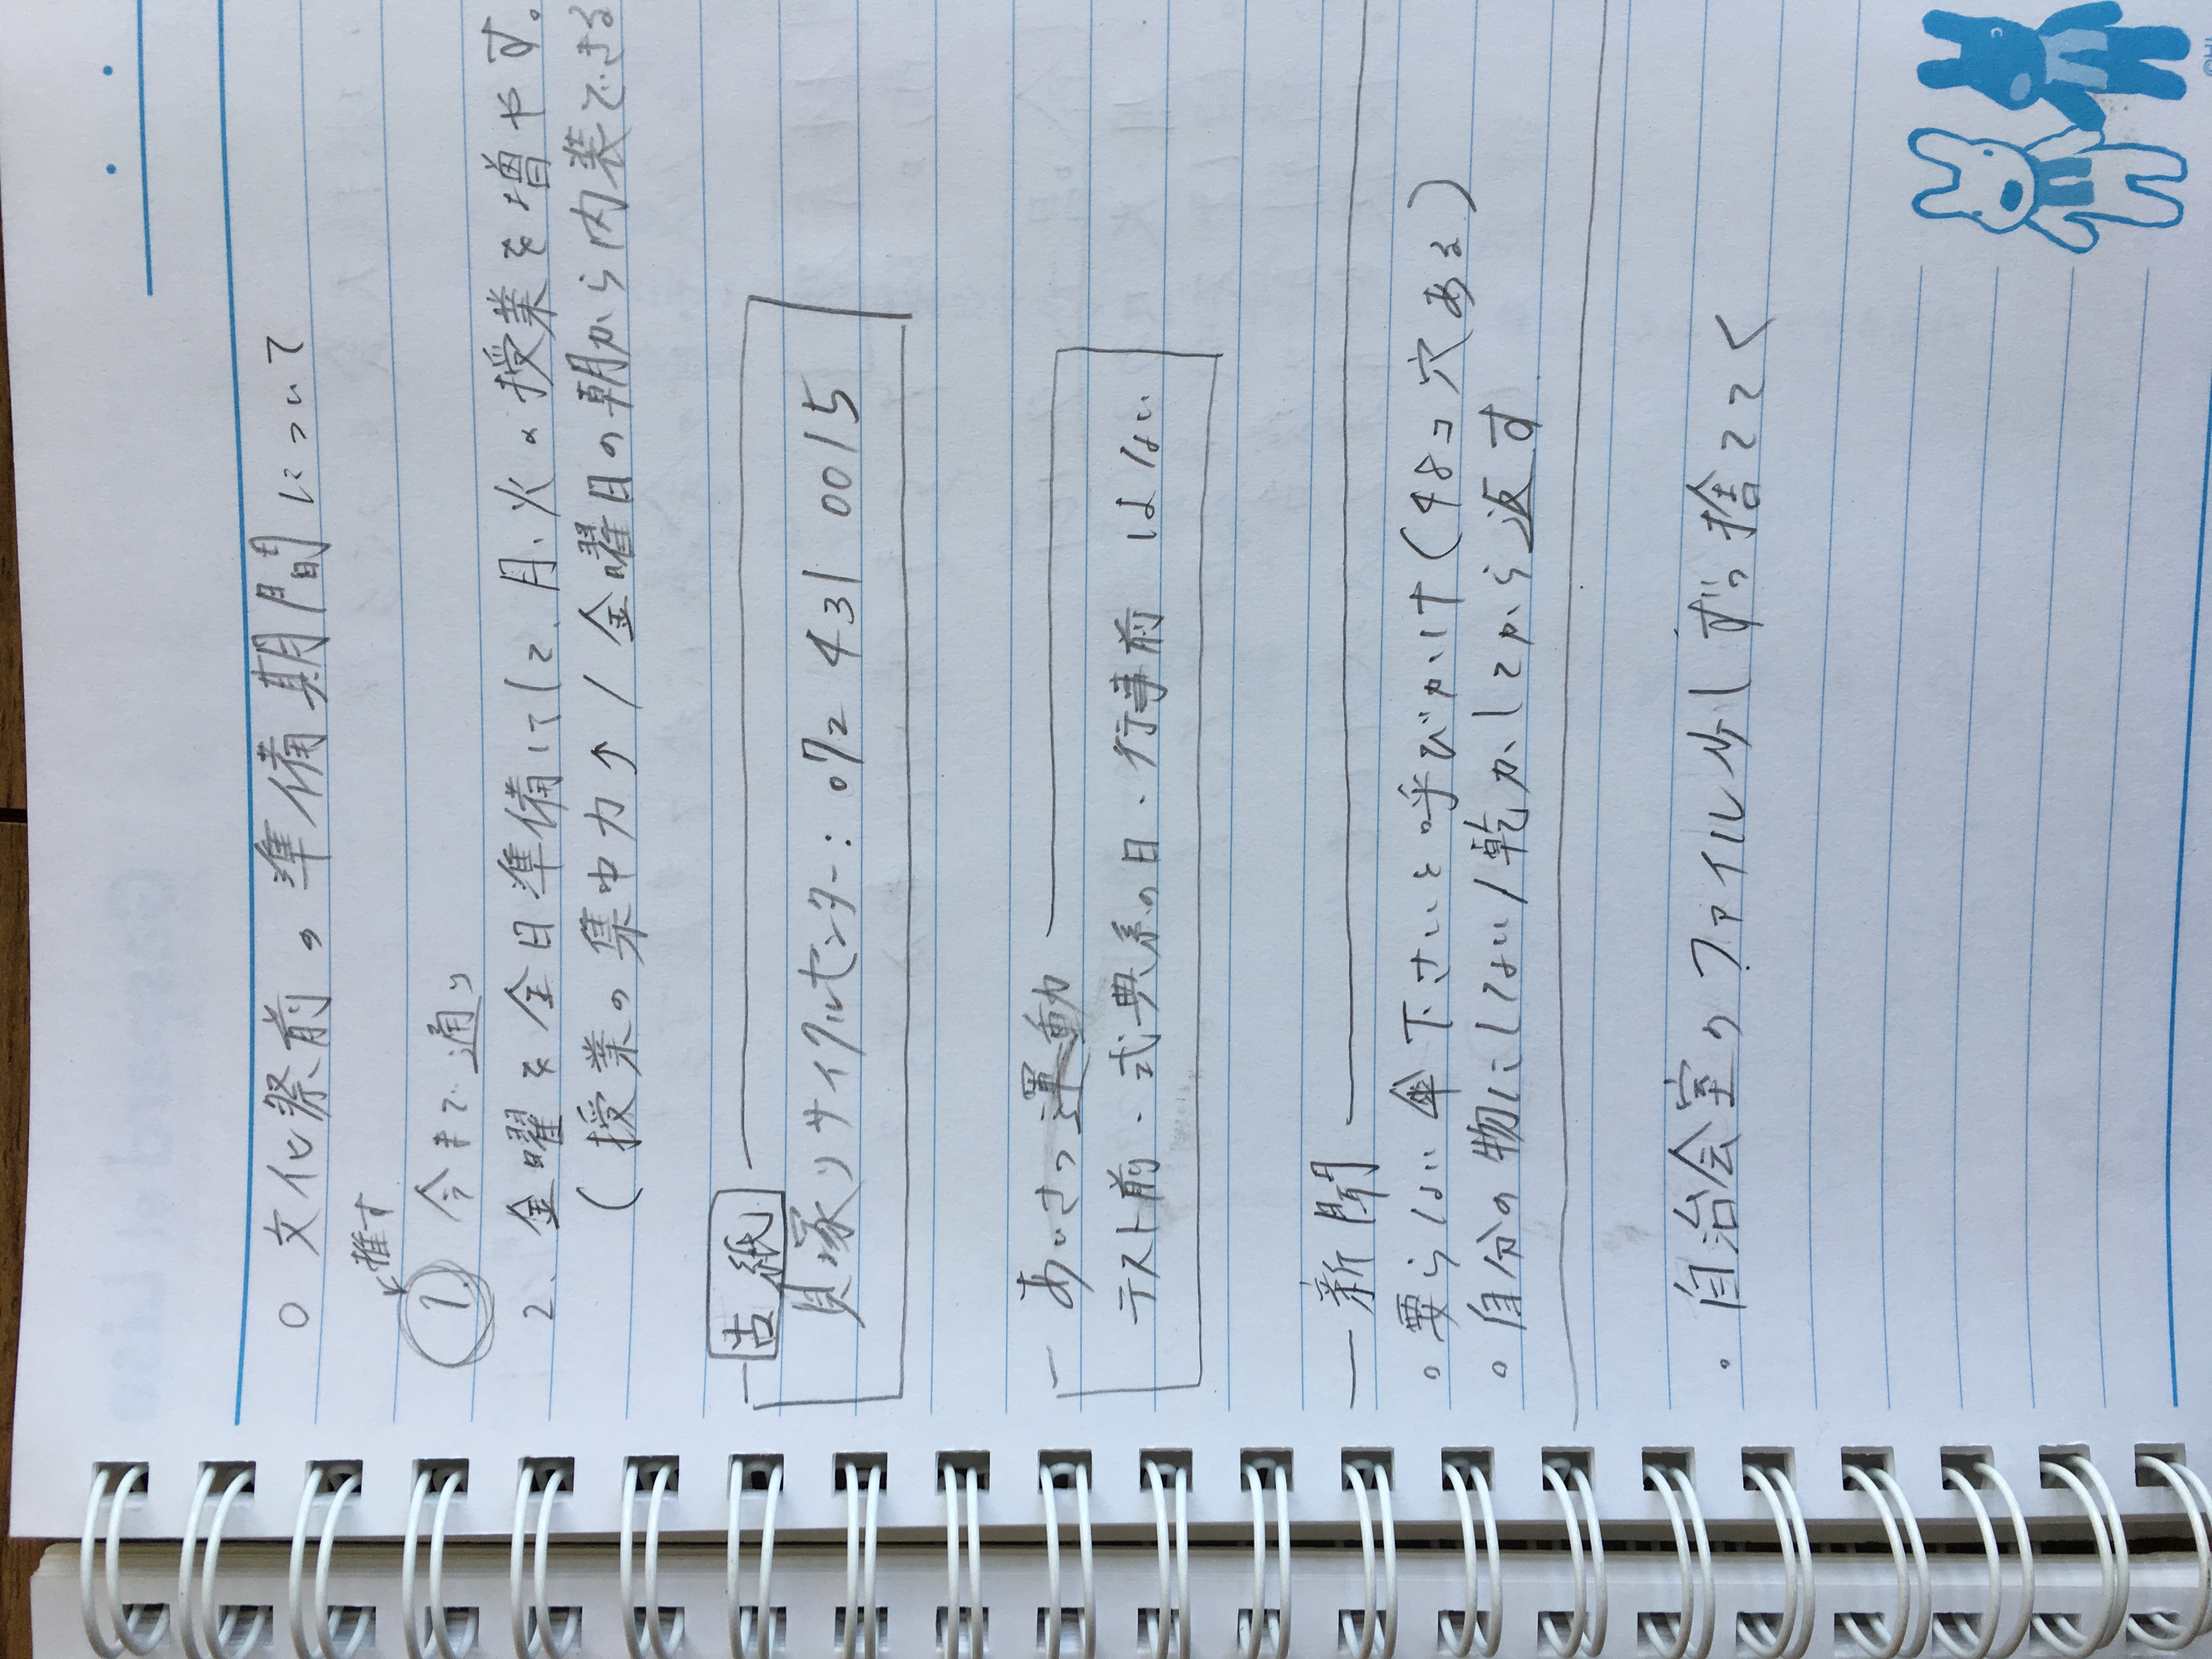 ○ 文化祭前の準備期間について
推す
1. 今まで通り
2. 金曜を全日準備にして、月、火の授業を増やす。
(授業の集中力↑/金曜日の朝から内装できる
古紙
貝塚リサイクルセンター: 072 431 0015
あいさつ運動
テスト前・式典系の日・行事前 はない
新聞
○ 要らない傘下さいと呼びかけ(48コ穴ある)
○ 自分の物にしない/乾かしてから返す
・自治会室のファイル少しずつ捨ててく